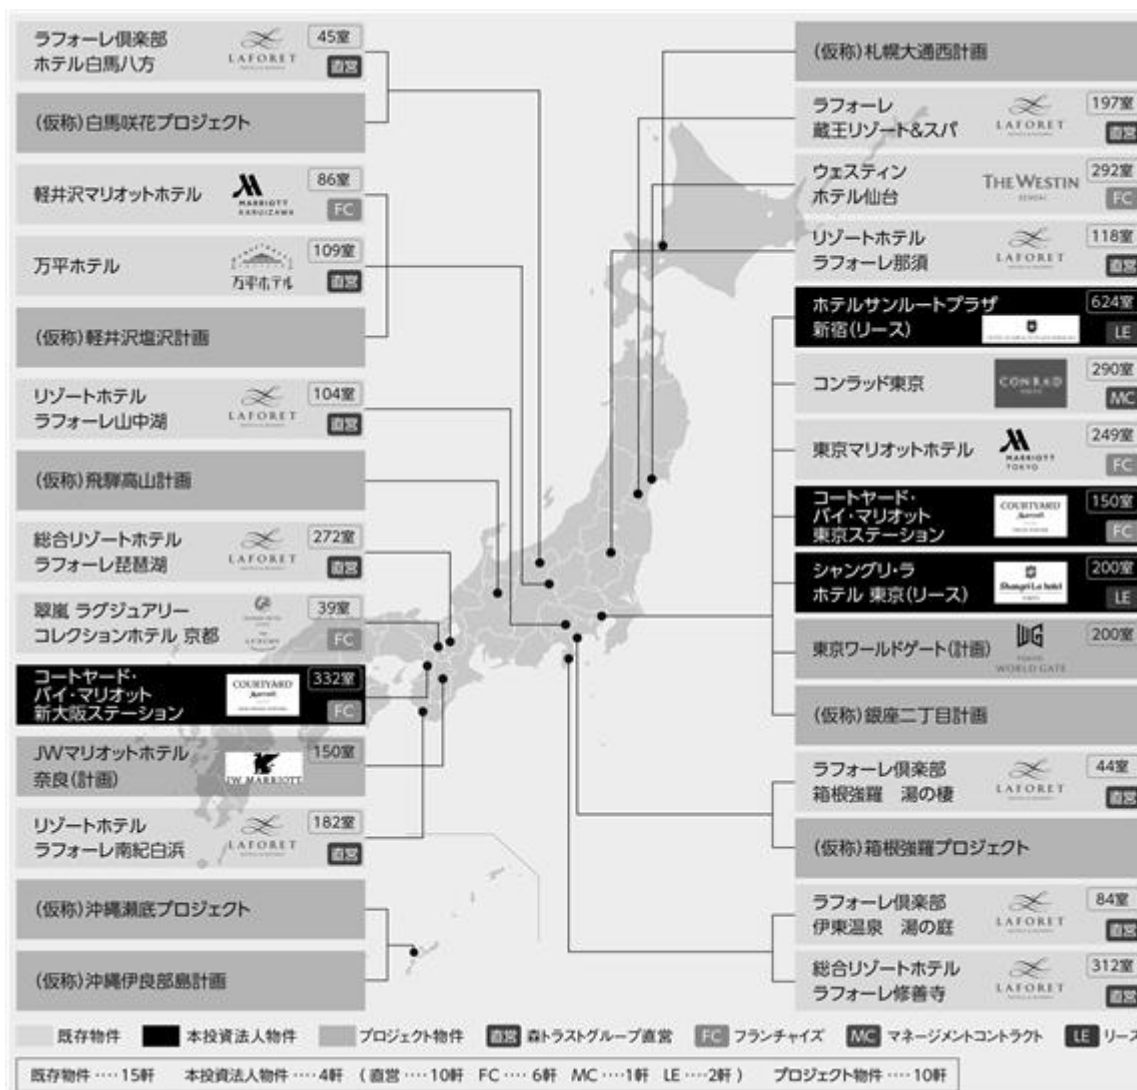 ラフォーレ倶楽部
ホテル白馬八方
LAFORET
45室
直営
(仮称)白馬咲花プロジェクト
軽井沢マリオットホテル
MARRIOTT
KARUIZAWA
86室
FC
万平ホテル
万平ホテル
109室
直営
(仮称)軽井沢塩沢計画
リゾートホテル
ラフォーレ山中湖
LAFORET
104室
直営
(仮称)飛騨高山計画
総合リゾートホテル
ラフォーレ琵琶湖
LAFORET
272室
直営
翠嵐 ラグジュアリー
コレクションホテル 京都
39室
FC
コートヤード・
バイ・マリオット
新大阪ステーション
COURTYARD
Marriott
332室
FC
JWマリオットホテル
奈良(計画)
JW MARRIOTT
150室
リゾートホテル
ラフォーレ南紀白浜
LAFORET
182室
直営
(仮称)沖縄瀬底プロジェクト
(仮称)沖縄伊良部島計画
(仮称)札幌大通西計画
ラフォーレ
蔵王リゾート&スパ
LAFORET
197室
直営
ウェスティン
ホテル仙台
THE WESTIN
SENDAI
292室
FC
リゾートホテル
ラフォーレ那須
LAFORET
118室
直営
ホテルサンルートプラザ
新宿(リース)
624室
LE
コンラッド東京
CONRAD
290室
MC
東京マリオットホテル
MARRIOTT
TOKYO
249室
FC
コートヤード・
バイ・マリオット
東京ステーション
COURTYARD
Marriott
150室
FC
シャングリ・ラ
ホテル 東京(リース)
Shangri-La hotel
200室
LE
東京ワールドゲート(計画)
WG
TOKYO
WORLD GATE
200室
(仮称)銀座二丁目計画
ラフォーレ倶楽部
箱根強羅 湯の棲
LAFORET
44室
直営
(仮称)箱根強羅プロジェクト
ラフォーレ倶楽部
伊東温泉 湯の庭
LAFORET
84室
直営
総合リゾートホテル
ラフォーレ修善寺
LAFORET
312室
直営
既存物件 本投資法人物件 プロジェクト物件 直営 森トラストグループ直営 FC フランチャイズ MC マネージメントコントラクト LE リース
既存物件‥‥15軒 本投資法人物件‥‥4軒 (直営‥‥10軒 FC‥‥6軒 MC‥‥1軒 LE‥‥2軒) プロジェクト物件‥‥10軒